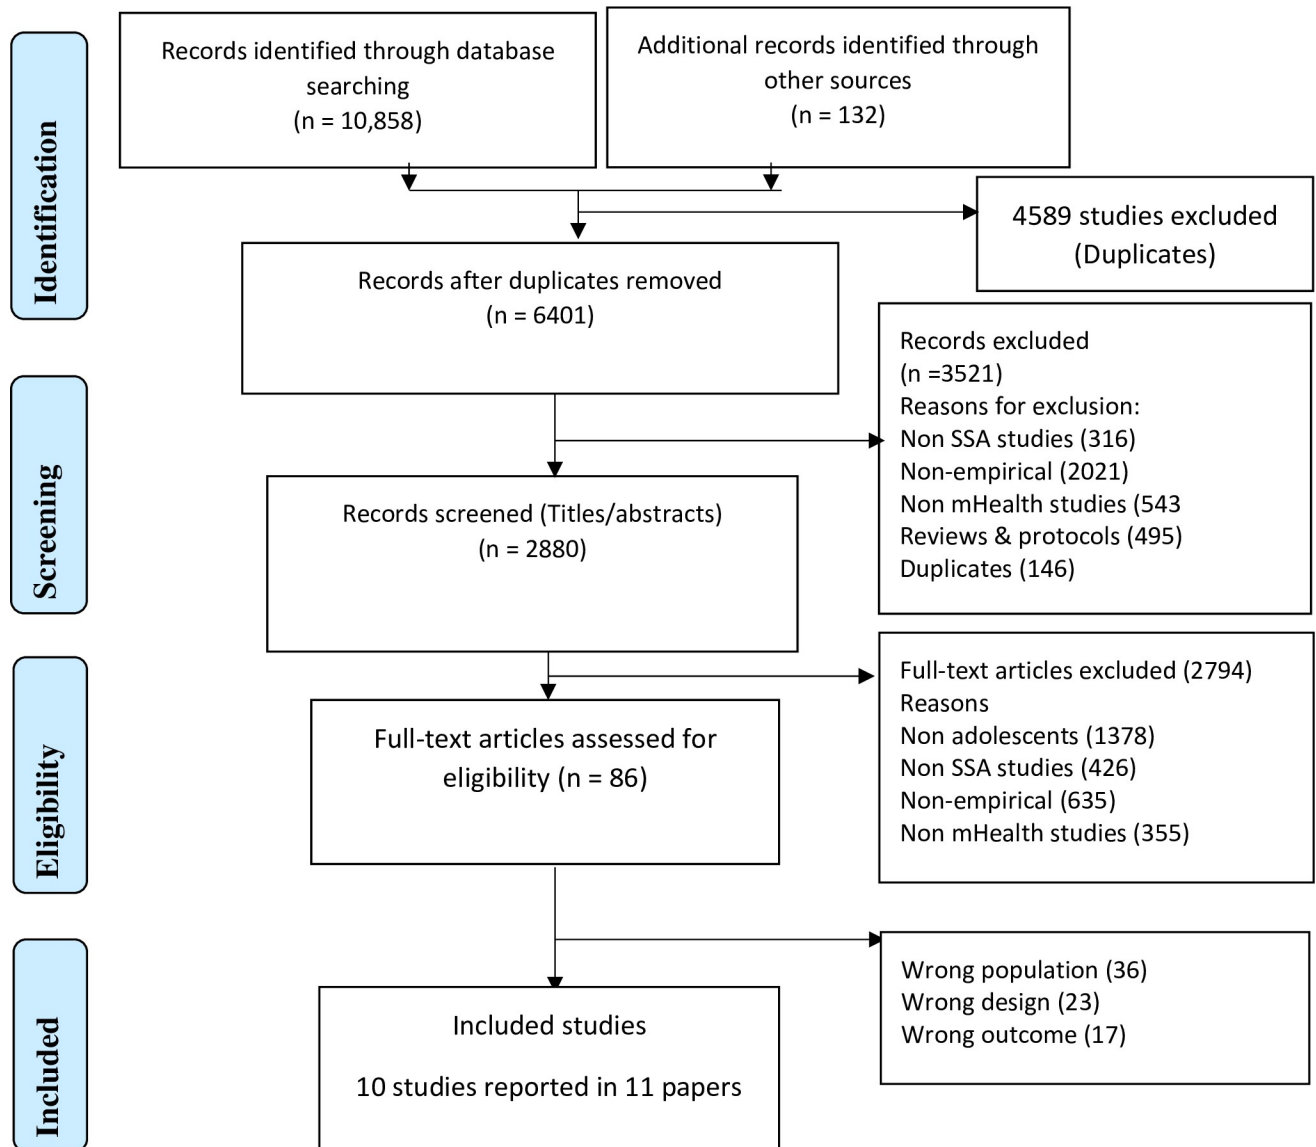 Identification
Records identified through database
searching
(n = 10,858)
Additional records identified through
other sources
(n = 132)
4589 studies excluded
(Duplicates)
Records after duplicates removed
(n = 6401)
Records excluded
(n =3521)
Reasons for exclusion:
Non SSA studies (316)
Non-empirical (2021)
Non mHealth studies (543
Reviews & protocols (495)
Duplicates (146)
Screening
Records screened (Titles/abstracts)
(n = 2880)
Full-text articles excluded (2794)
Reasons
Non adolescents (1378)
Non SSA studies (426)
Non-empirical (635)
Non mHealth studies (355)
Eligibility
Full-text articles assessed for
eligibility (n = 86)
Wrong population (36)
Wrong design (23)
Wrong outcome (17)
Included
Included studies
10 studies reported in 11 papers